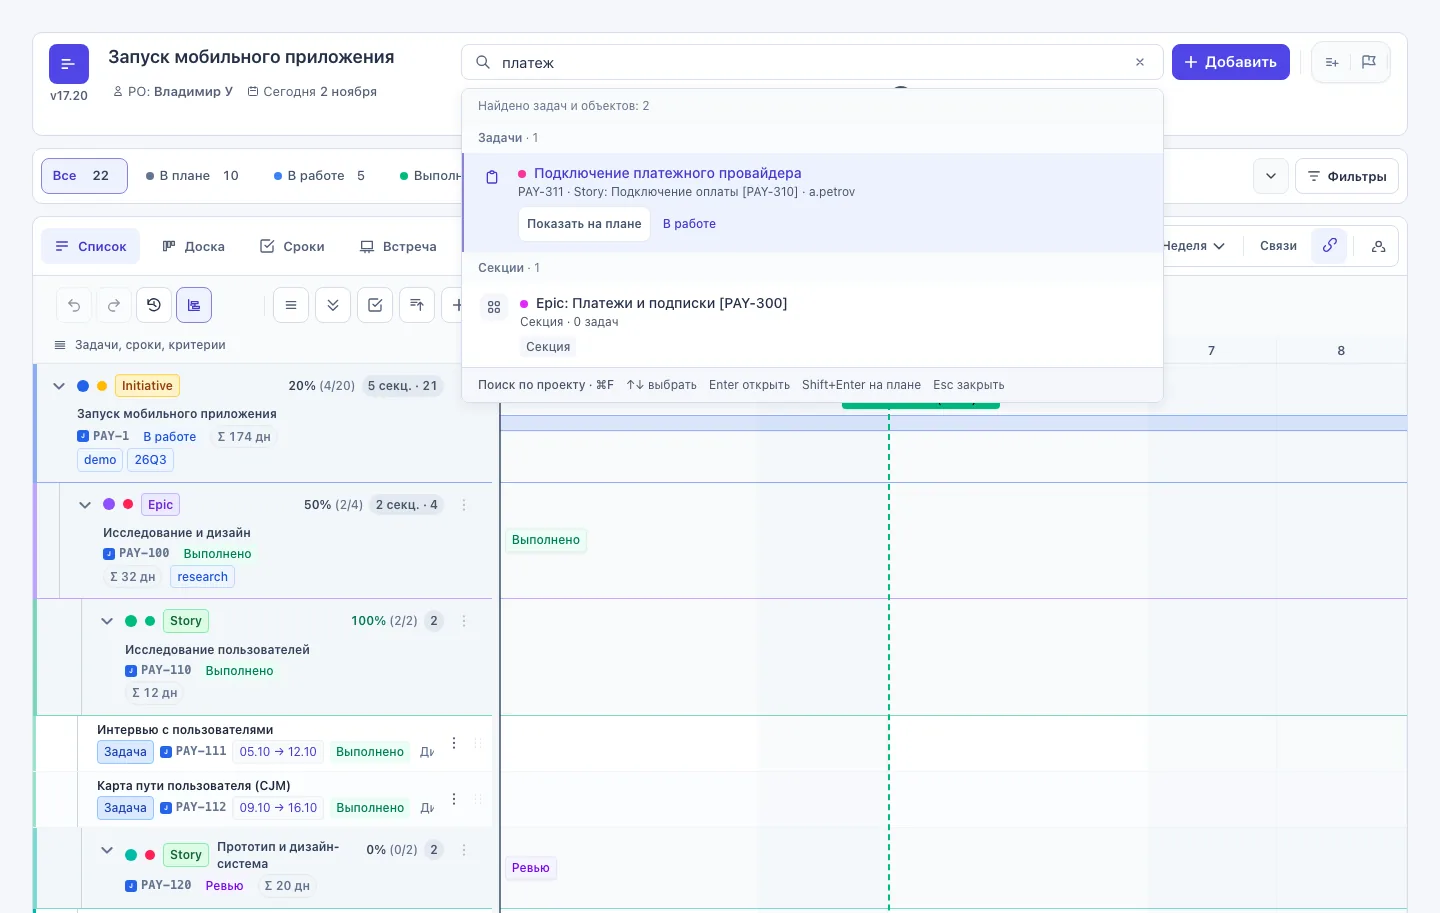 Запуск мобильного приложения
v17.20
PO: Владимир У
Сегодня 2 ноября
платеж
Добавить
Найдено задач и объектов: 2
Задачи · 1
Подключение платежного провайдера
PAY-311 · Story: Подключение оплаты [PAY-310] · a.petrov
Показать на плане
В работе
Секции · 1
Epic: Платежи и подписки [PAY-300]
Секция · 0 задач
Секция
Поиск по проекту · ⌘F ↑↓ выбрать Enter открыть Shift+Enter на плане Esc закрыть
Все 22
В плане 10
В работе 5
Выполн
Фильтры
Список
Доска
Сроки
Встреча
Неделя
Связи
Задачи, сроки, критерии
7
8
Initiative
20% (4/20)
5 секц. · 21
Запуск мобильного приложения
PAY-1 В работе Σ 174 дн
demo 26Q3
Epic
50% (2/4)
2 секц. · 4
Исследование и дизайн
PAY-100 Выполнено
Σ 32 дн research
Выполнено
Story
100% (2/2)
2
Исследование пользователей
PAY-110 Выполнено
Σ 12 дн
Интервью с пользователями
Задача PAY-111 05.10 → 12.10 Выполнено Ди
Карта пути пользователя (CJM)
Задача PAY-112 09.10 → 16.10 Выполнено Ди
Story
Прототип и дизайн-
система
0% (0/2)
2
PAY-120 Ревью Σ 20 дн
Ревью